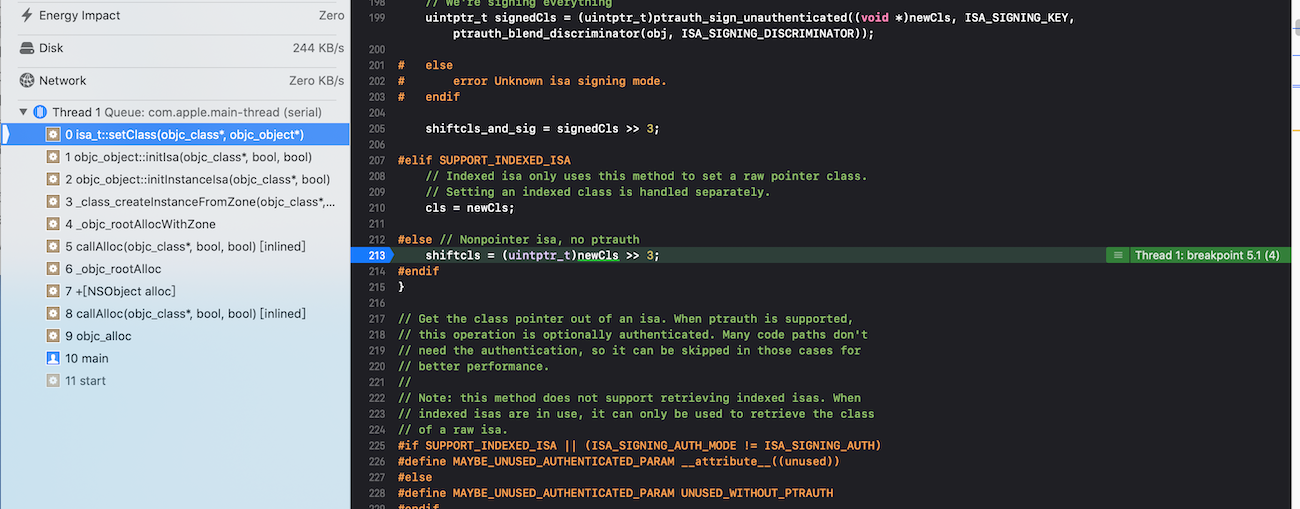 Energy Impact Zero
Disk 244 KB/s
Network Zero KB/s
Thread 1 Queue: com.apple.main-thread (serial)
0 isa_t::setClass(objc_class*, objc_object*)
1 objc_object::initIsa(objc_class*, bool, bool)
2 objc_object::initInstanceIsa(objc_class*, bool)
3 _class_createInstanceFromZone(objc_class*,...
4 _objc_rootAllocWithZone
5 callAlloc(objc_class*, bool, bool) [inlined]
6 _objc_rootAlloc
7 +[NSObject alloc]
8 callAlloc(objc_class*, bool, bool) [inlined]
9 objc_alloc
10 main
11 start
198 // We're signing everything
199 uintptr_t signedCls = (uintptr_t)ptrauth_sign_unauthenticated((void *)newCls, ISA_SIGNING_KEY,
ptrauth_blend_discriminator(obj, ISA_SIGNING_DISCRIMINATOR));
200
201 # else
202 # error Unknown isa signing mode.
203 # endif
204
205 shiftcls_and_sig = signedCls >> 3;
206
207 #elif SUPPORT_INDEXED_ISA
208 // Indexed isa only uses this method to set a raw pointer class.
209 // Setting an indexed class is handled separately.
210 cls = newCls;
211
212 #else // Nonpointer isa, no ptrauth
213 shiftcls = (uintptr_t)newCls >> 3; Thread 1: breakpoint 5.1 (4)
214 #endif
215 }
216
217 // Get the class pointer out of an isa. When ptrauth is supported,
218 // this operation is optionally authenticated. Many code paths don't
219 // need the authentication, so it can be skipped in those cases for
220 // better performance.
221 //
222 // Note: this method does not support retrieving indexed isas. When
223 // indexed isas are in use, it can only be used to retrieve the class
224 // of a raw isa.
225 #if SUPPORT_INDEXED_ISA || (ISA_SIGNING_AUTH_MODE != ISA_SIGNING_AUTH)
226 #define MAYBE_UNUSED_AUTHENTICATED_PARAM __attribute__((unused))
227 #else
228 #define MAYBE_UNUSED_AUTHENTICATED_PARAM UNUSED_WITHOUT_PTRAUTH
229 #endif